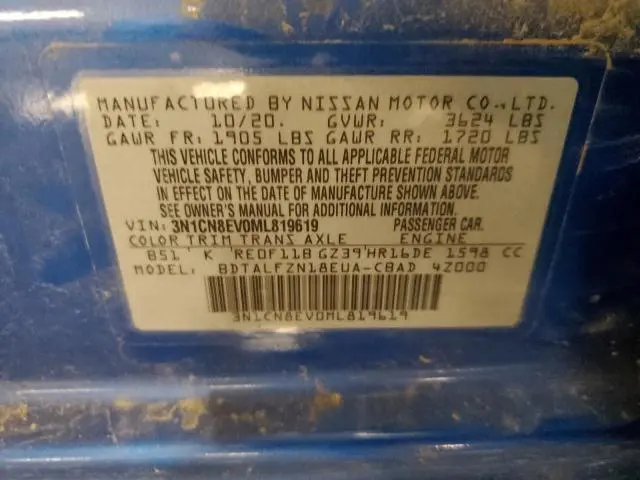 MANUFACTURED BY NISSAN MOTOR CO.,LTD.
DATE: 10/20. GVWR: 3624 LBS
GAWR FR: 1905 LBS GAWR RR: 1720 LBS
THIS VEHICLE CONFORMS TO ALL APPLICABLE FEDERAL MOTOR
VEHICLE SAFETY, BUMPER AND THEFT PREVENTION STANDARDS
IN EFFECT ON THE DATE OF MANUFACTURE SHOWN ABOVE.
SEE OWNER'S MANUAL FOR ADDITIONAL INFORMATION.
VIN: 3N1CN8EV0ML819619 PASSENGER CAR.
COLOR TRIM TRANS AXLE ENGINE
B51 K RE0F11B GZ39 HR16DE 1598 CC
MODEL: BDTALFZN18EUA-CBAD 4Z000
3N1CN8EV0ML819619